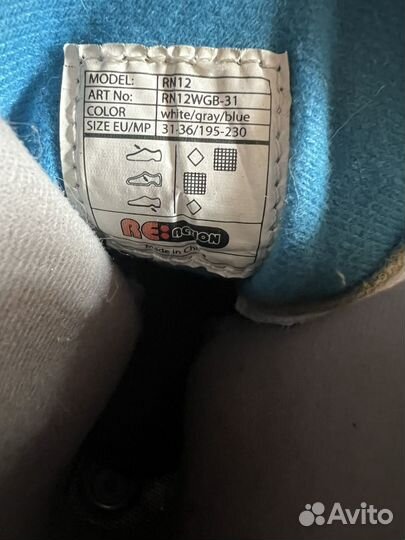 MODEL: RN12
ART No: RN12WGB-31
COLOR white/gray/blue
SIZE EU/MP 31-36/195-230
RE:ACTION
made in
Avito